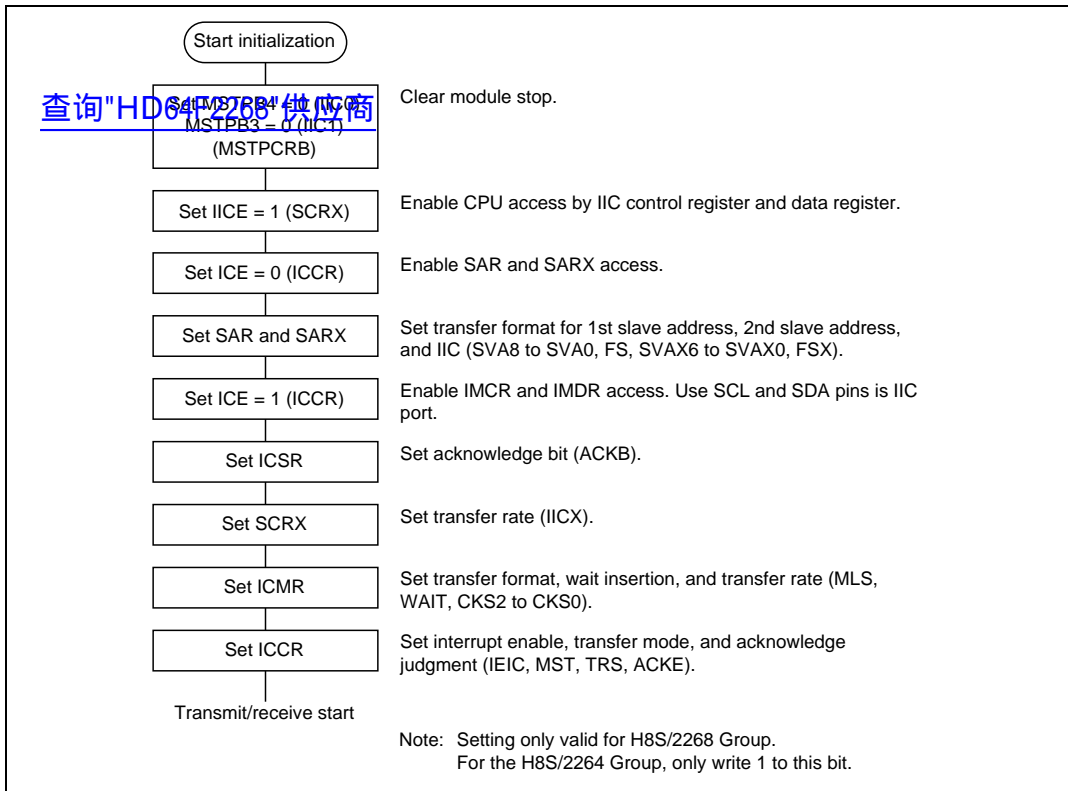 Start initialization
查询"HD64F2268"供应商
Set MSTPB4 = 0 (IIC0)
MSTPB3 = 0 (IIC1)
(MSTPCRB)
Clear module stop.
Set IICE = 1 (SCRX)
Enable CPU access by IIC control register and data register.
Set ICE = 0 (ICCR)
Enable SAR and SARX access.
Set SAR and SARX
Set transfer format for 1st slave address, 2nd slave address,
and IIC (SVA8 to SVA0, FS, SVAX6 to SVAX0, FSX).
Set ICE = 1 (ICCR)
Enable IMCR and IMDR access. Use SCL and SDA pins is IIC
port.
Set ICSR
Set acknowledge bit (ACKB).
Set SCRX
Set transfer rate (IICX).
Set ICMR
Set transfer format, wait insertion, and transfer rate (MLS,
WAIT, CKS2 to CKS0).
Set ICCR
Set interrupt enable, transfer mode, and acknowledge
judgment (IEIC, MST, TRS, ACKE).
Transmit/receive start
Note: Setting only valid for H8S/2268 Group.
For the H8S/2264 Group, only write 1 to this bit.